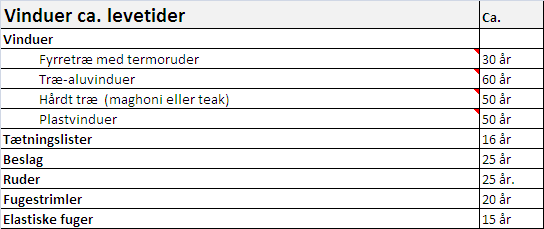 Vinduer ca. levetider Ca.
Vinduer
Fyrretræ med termoruder 30 år
Træ-aluvinduer 60 år
Hårdt træ (maghoni eller teak) 50 år
Plastvinduer 50 år
Tætningslister 16 år
Beslag 25 år
Ruder 25 år.
Fugestrimler 20 år
Elastiske fuger 15 år